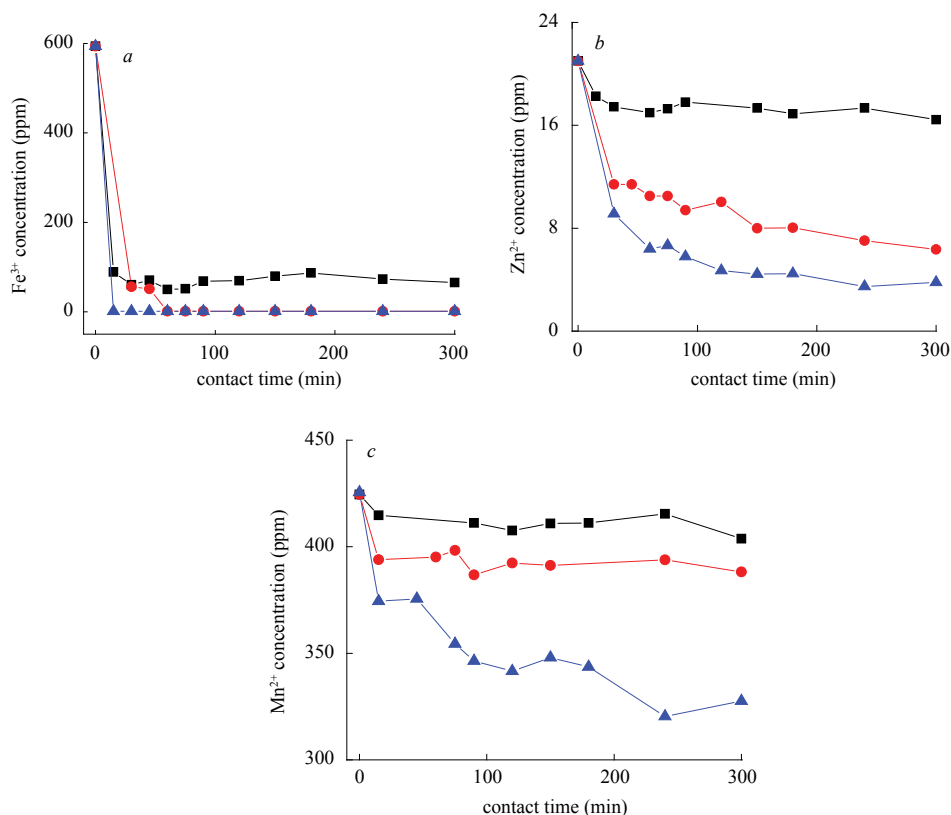 a
600
400
200
0
Fe³⁺ concentration (ppm)
0 100 200 300
contact time (min)
b
24
16
8
0
Zn²⁺ concentration (ppm)
0 100 200 300
contact time (min)
c
450
400
350
300
Mn²⁺ concentration (ppm)
0 100 200 300
contact time (min)